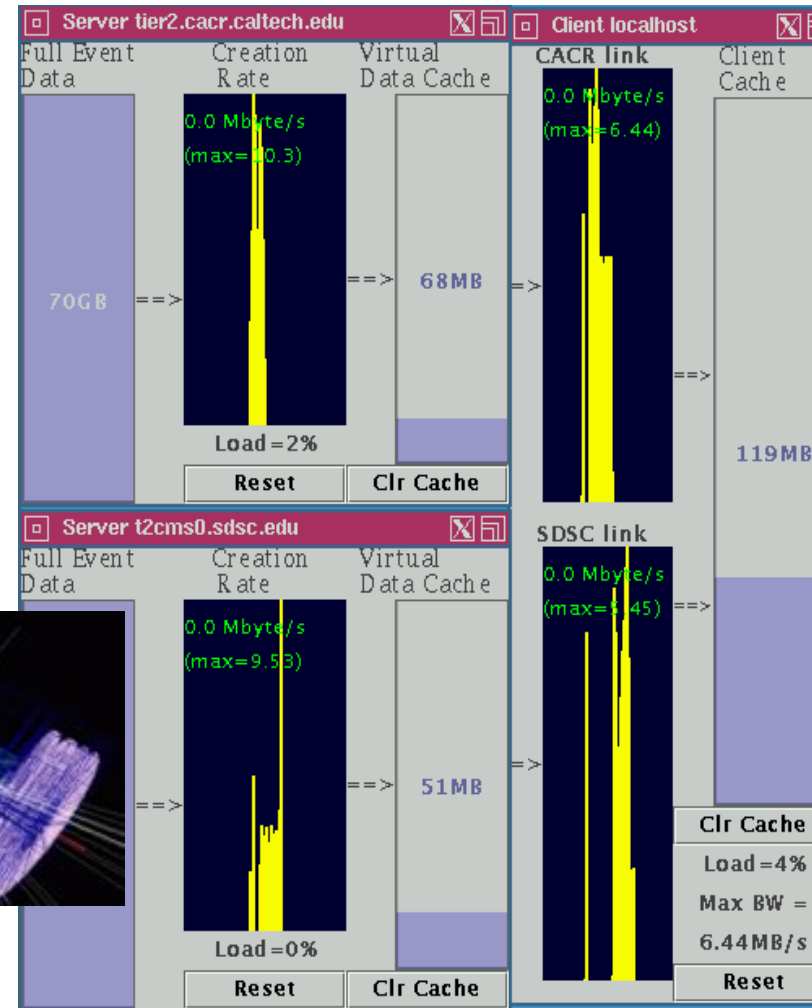 Server tier2.cacr.caltech.edu
Full Event Data
Creation Rate
Virtual Data Cache
0.0 Mbyte/s
(max=10.3)
70GB
==>
==>
68MB
Load=2%
Reset
Clr Cache
Server t2cms0.sdsc.edu
Full Event Data
Creation Rate
Virtual Data Cache
0.0 Mbyte/s
(max=9.53)
==>
==>
51MB
Load=0%
Reset
Clr Cache
Client localhost
CACR link
Client Cache
0.0 Mbyte/s
(max=6.44)
=>
==>
119MB
SDSC link
0.0 Mbyte/s
(max=5.45)
==>
=>
Clr Cache
Load=4%
Max BW =
6.44MB/s
Reset